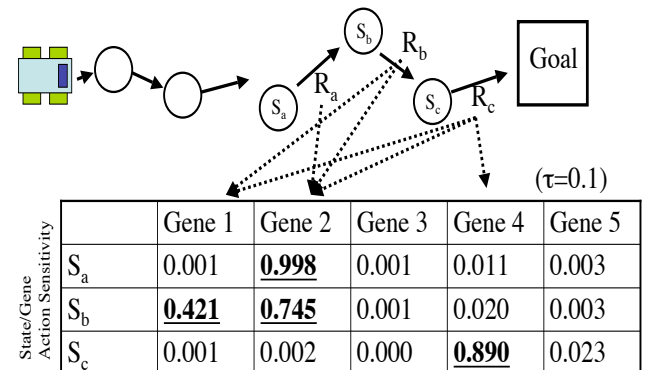 S_b
R_b
Goal
R_a
S_a
S_c
R_c
(τ=0.1)
State/Gene
Action Sensitivity
Gene 1 Gene 2 Gene 3 Gene 4 Gene 5
S_a 0.001 0.998 0.001 0.011 0.003
S_b 0.421 0.745 0.001 0.020 0.003
S_c 0.001 0.002 0.000 0.890 0.023